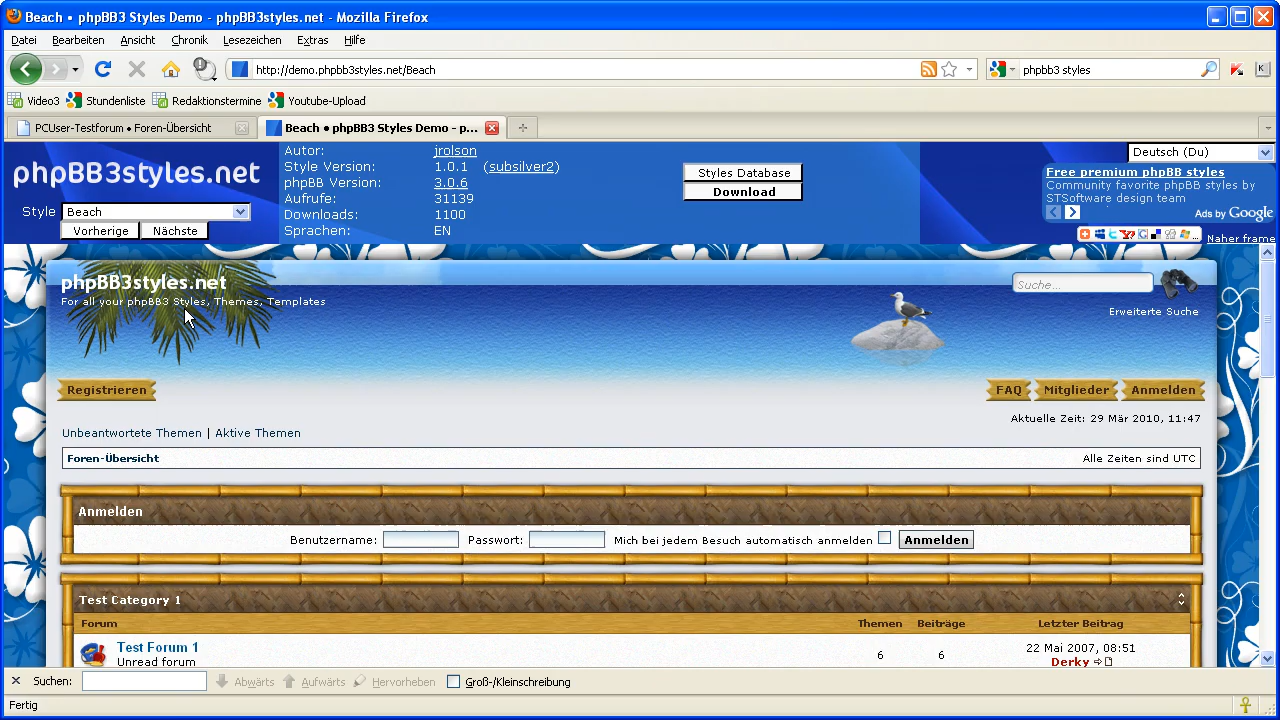 Beach • phpBB3 Styles Demo - phpBB3styles.net - Mozilla Firefox
Datei Bearbeiten Ansicht Chronik Lesezeichen Extras Hilfe
http://demo.phpbb3styles.net/Beach
phpbb3 styles
Video3 Stundenliste Redaktionstermine Youtube-Upload
PCUser-Testforum • Foren-Übersicht
Beach • phpBB3 Styles Demo - p...
phpBB3styles.net
Style Beach
Vorherige Nächste
Autor: jrolson
Style Version: 1.0.1 (subsilver2)
phpBB Version: 3.0.6
Aufrufe: 31139
Downloads: 1100
Sprachen: EN
Styles Database
Download
Deutsch (Du)
Free premium phpBB styles
Community favorite phpBB styles by
STSoftware design team
Ads by Google
Naher frame
phpBB3styles.net
For all your phpBB3 Styles, Themes, Templates
Suche...
Erweiterte Suche
Registrieren FAQ Mitglieder Anmelden
Aktuelle Zeit: 29 Mär 2010, 11:47
Unbeantwortete Themen | Aktive Themen
Foren-Übersicht Alle Zeiten sind UTC
Anmelden
Benutzername: Passwort: Mich bei jedem Besuch automatisch anmelden Anmelden
Test Category 1
Forum Themen Beiträge Letzter Beitrag
Test Forum 1 6 6 22 Mai 2007, 08:51
Unread forum Derky
Suchen: Abwärts Aufwärts Hervorheben Groß-/Kleinschreibung
Fertig